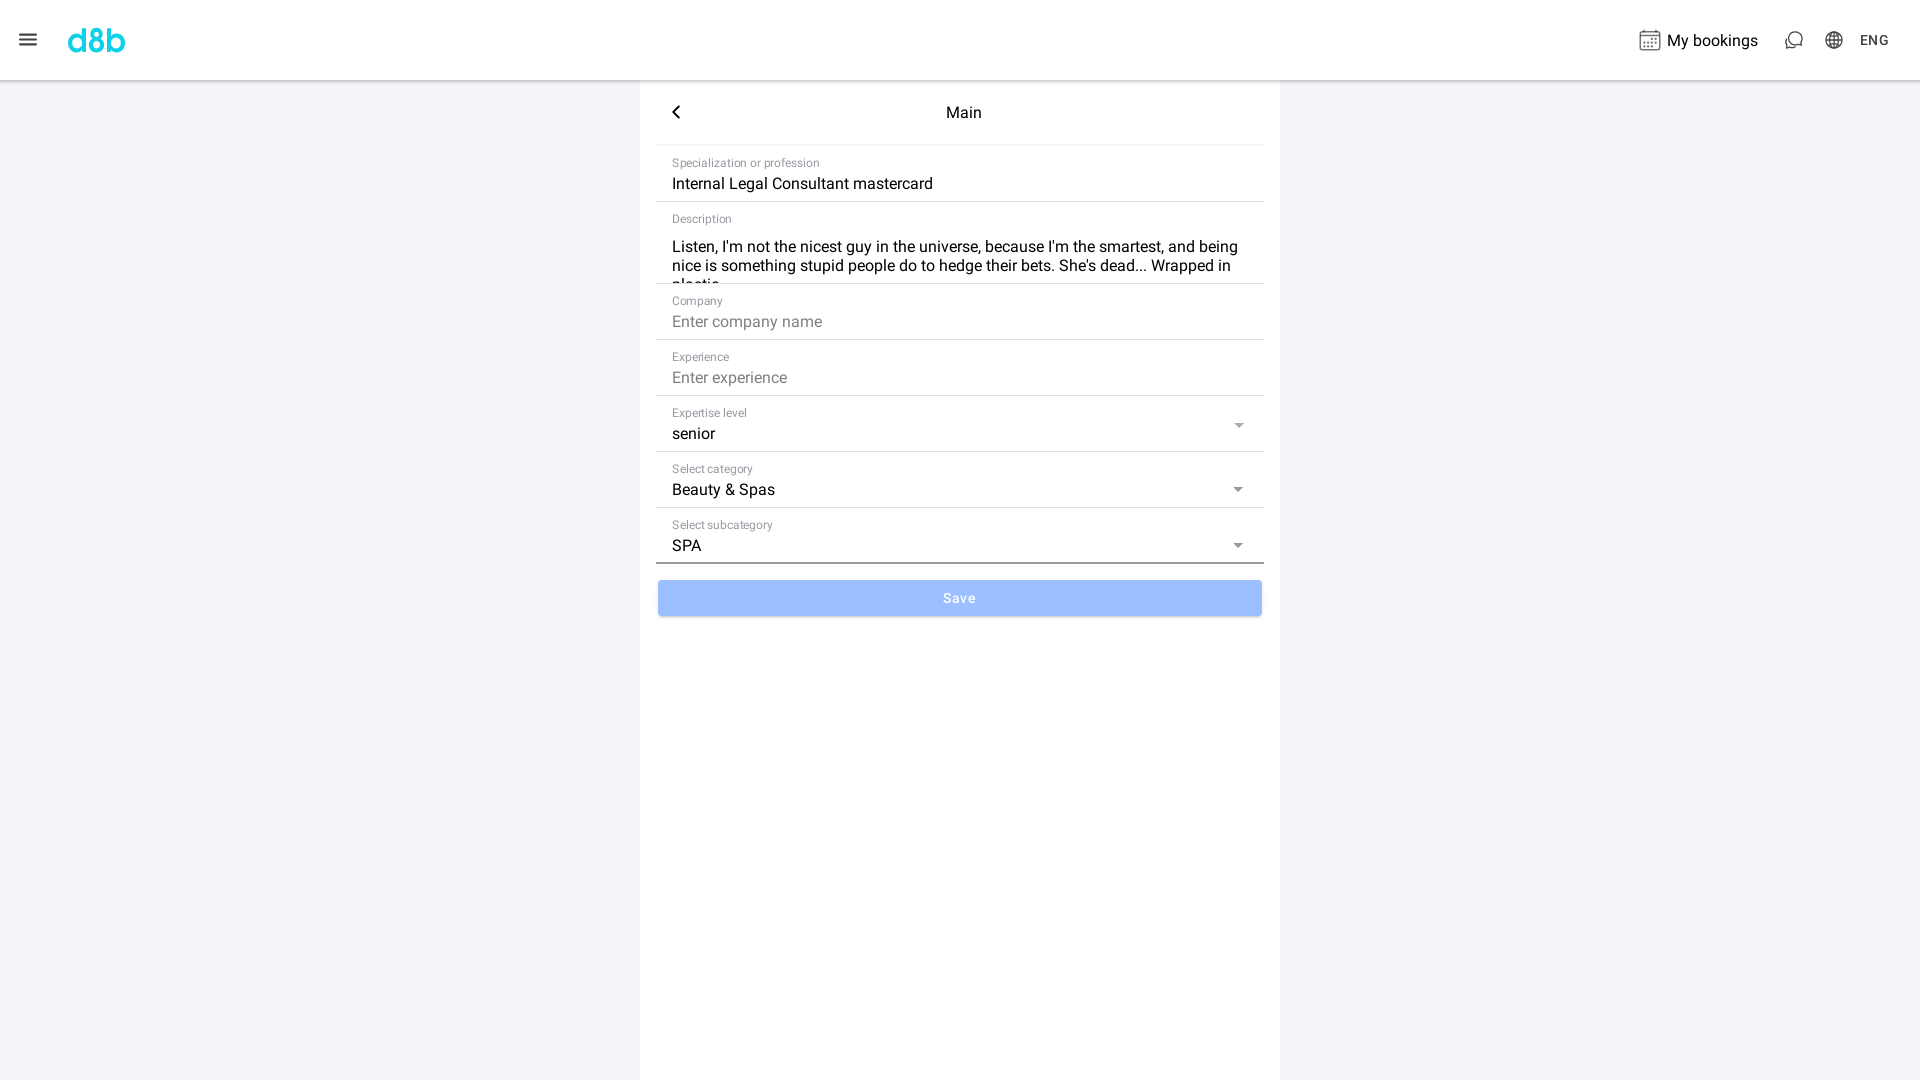 d8b
My bookings
ENG
Main
Specialization or profession
Internal Legal Consultant mastercard
Description
Listen, I'm not the nicest guy in the universe, because I'm the smartest, and being
nice is something stupid people do to hedge their bets. She's dead... Wrapped in
plastic.
Company
Enter company name
Experience
Enter experience
Expertise level
senior
Select category
Beauty & Spas
Select subcategory
SPA
Save